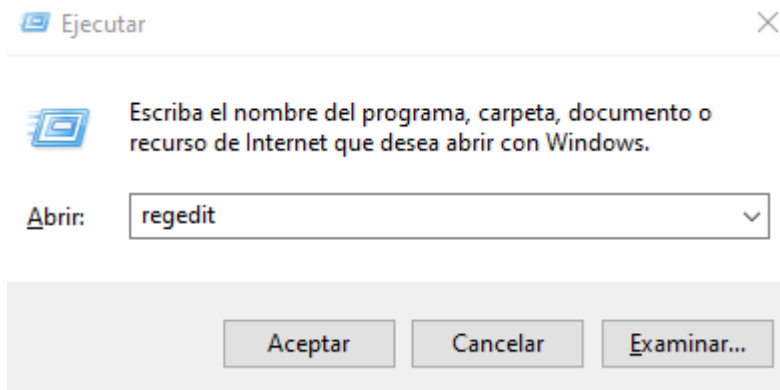 Ejecutar
Escriba el nombre del programa, carpeta, documento o
recurso de Internet que desea abrir con Windows.
Abrir:
regedit
Aceptar
Cancelar
Examinar...